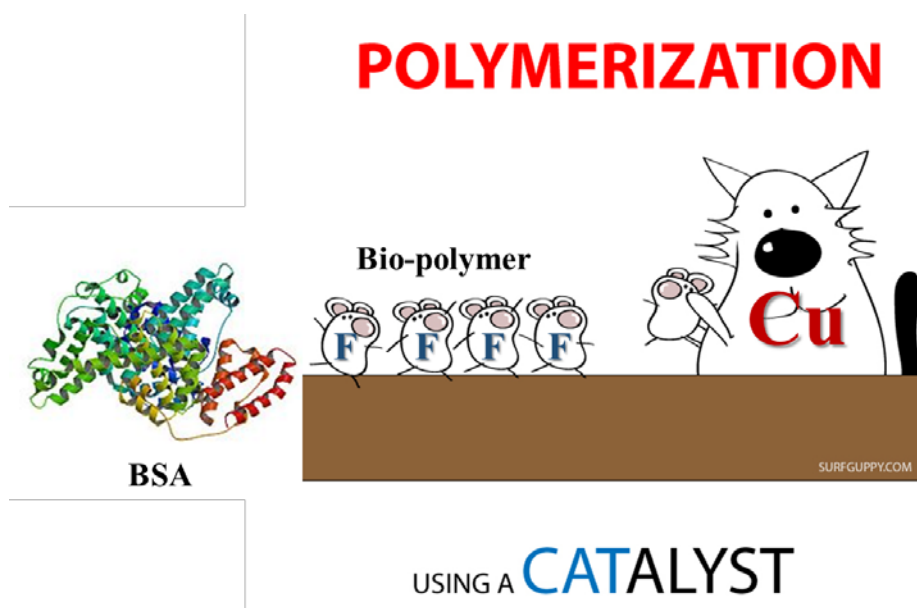 POLYMERIZATION
Bio-polymer
F F F F
Cu
BSA
SURFGUPPY.COM
USING A CATALYST